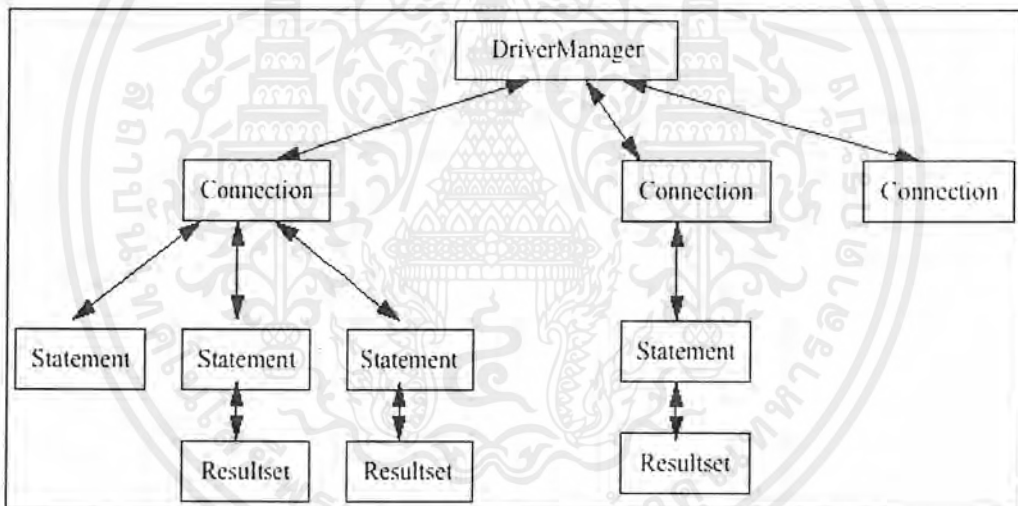 DriverManager
Connection
Connection
Connection
Statement
Statement
Statement
Statement
Resultset
Resultset
Resultset